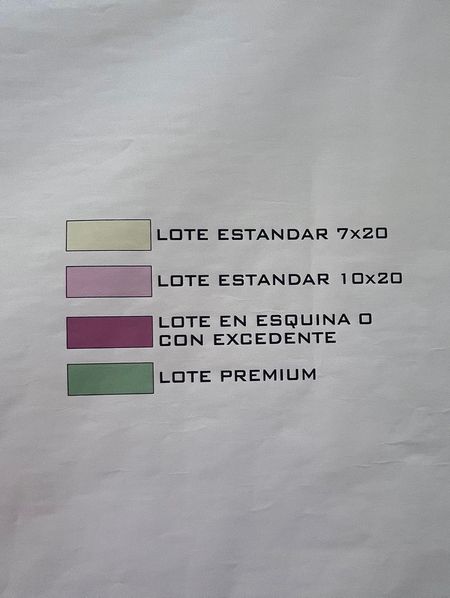 LOTE ESTANDAR 7x20
LOTE ESTANDAR 10x20
LOTE EN ESQUINA O
CON EXCEDENTE
LOTE PREMIUM